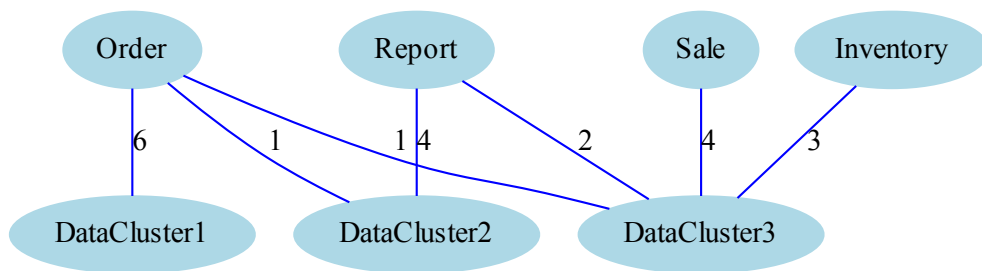 Order
Report
Sale
Inventory
6
1
1
4
2
4
3
DataCluster1
DataCluster2
DataCluster3